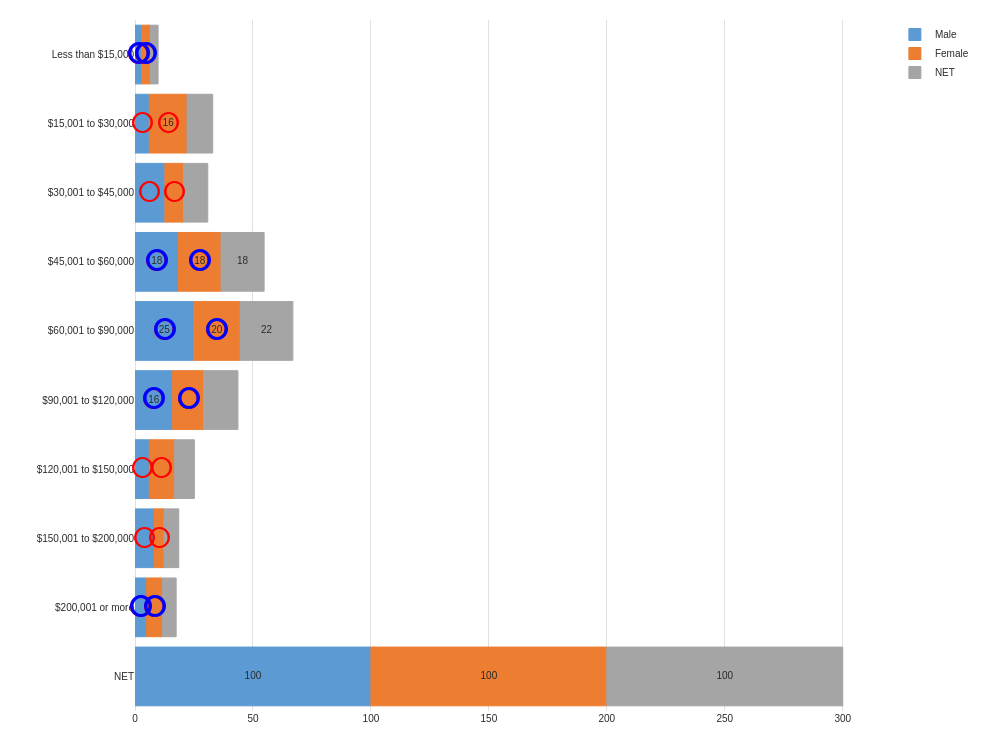 Male
Female
NET
Less than $15,000
$15,001 to $30,000 16
$30,001 to $45,000
$45,001 to $60,000 18 18 18
$60,001 to $90,000 25 20 22
$90,001 to $120,000 16
$120,001 to $150,000
$150,001 to $200,000
$200,001 or more
NET 100 100 100
0 50 100 150 200 250 300